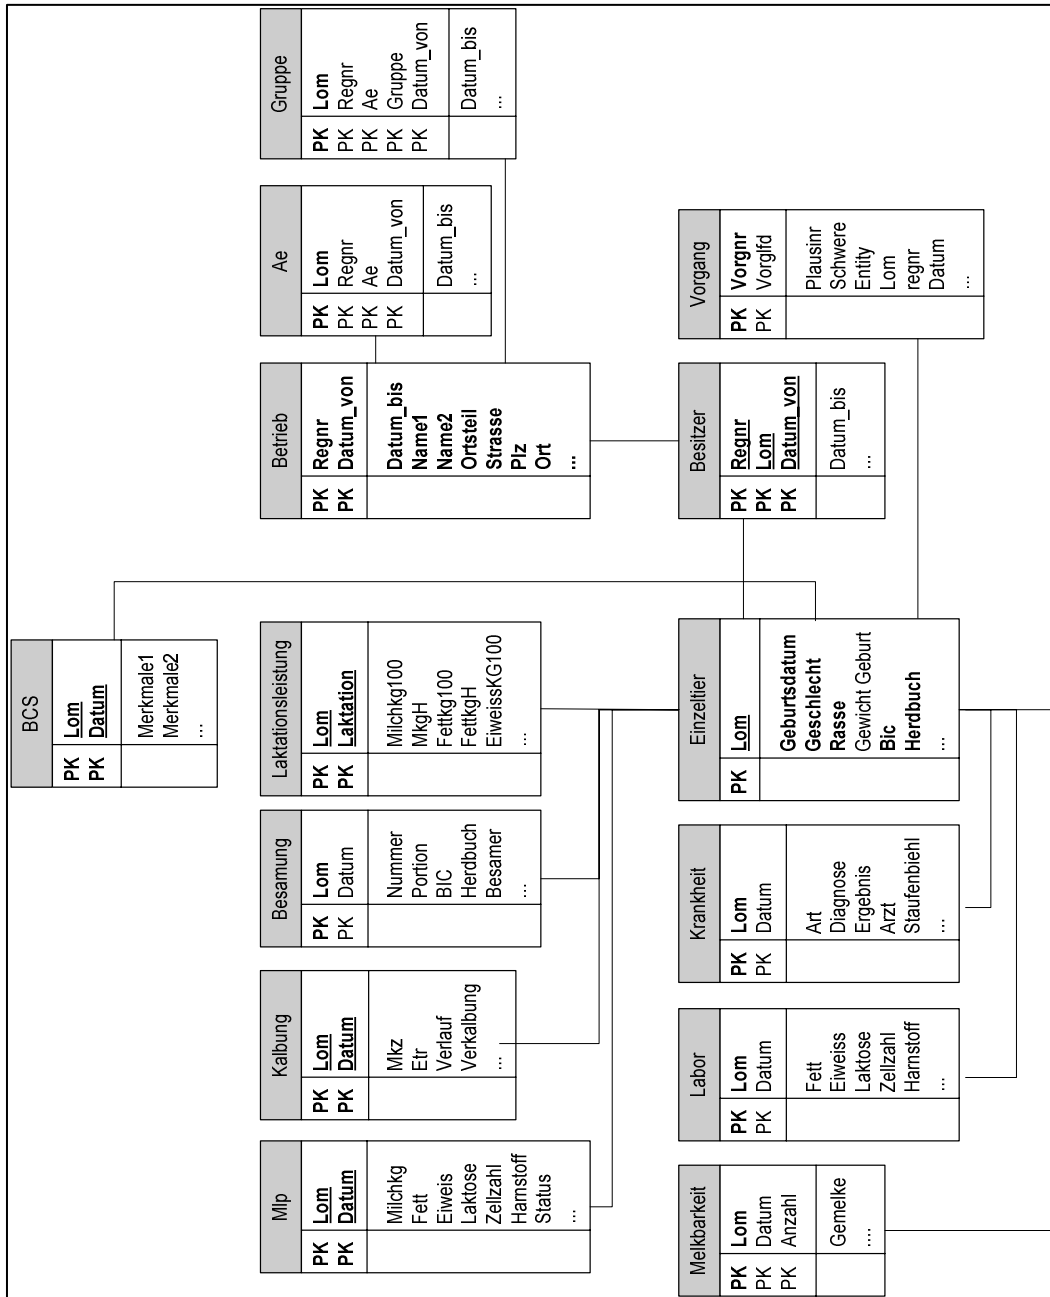 BCS
PK Lom
PK Datum
Merkmale1
Merkmale2
...
Mlp
PK Lom
PK Datum
Milchkg
Fett
Eiweis
Laktose
Zellzahl
Harnstoff
Status
...
Kalbung
PK Lom
PK Datum
Mkz
Etr
Verlauf
Verkalbung
...
Besamung
PK Lom
PK Datum
Nummer
Portion
BIC
Herdbuch
Besamer
...
Laktationsleistung
PK Lom
PK Laktation
Milchkg100
MkgH
Fettkg100
FettkgH
EiweissKG100
...
Betrieb
PK Regnr
PK Datum_von
Datum_bis
Name1
Name2
Ortsteil
Strasse
Plz
Ort
...
Ae
PK Lom
PK Regnr
PK Ae
PK Datum_von
Datum_bis
...
Gruppe
PK Lom
PK Regnr
PK Ae
PK Gruppe
PK Datum_von
Datum_bis
...
Melkbarkeit
PK Lom
PK Datum
PK Anzahl
Gemelke
....
Labor
PK Lom
PK Datum
Fett
Eiweiss
Laktose
Zellzahl
Harnstoff
...
Krankheit
PK Lom
PK Datum
Art
Diagnose
Ergebnis
Arzt
Staufenbiehl
...
Einzeltier
PK Lom
Geburtsdatum
Geschlecht
Rasse
Gewicht Geburt
Bic
Herdbuch
...
Besitzer
PK Regnr
PK Lom
PK Datum_von
Datum_bis
...
Vorgang
PK Vorgnr
PK Vorglfd
Plausinr
Schwere
Entity
Lom
regnr
Datum
...